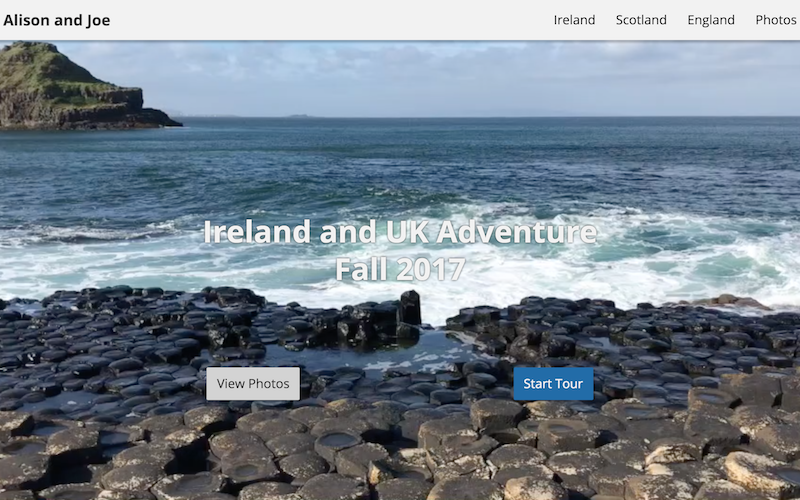 Alison and Joe
Ireland Scotland England Photos
Ireland and UK Adventure
Fall 2017
View Photos
Start Tour